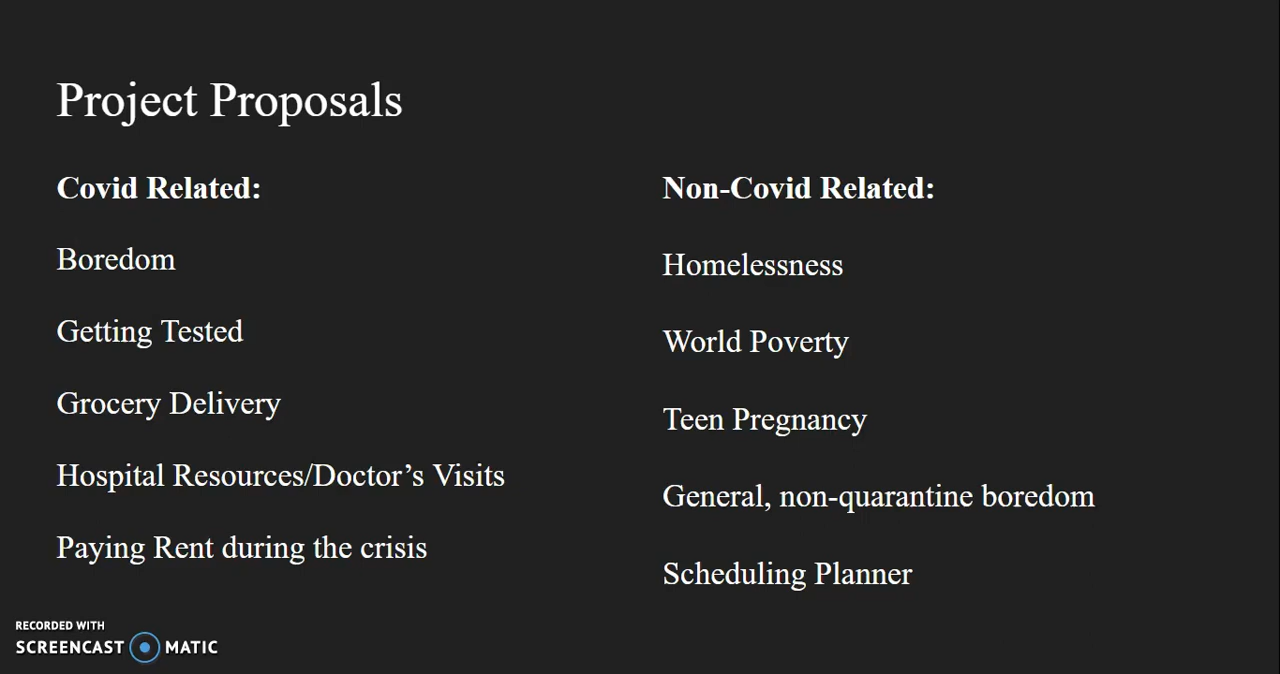 Project Proposals
Covid Related:
Boredom
Getting Tested
Grocery Delivery
Hospital Resources/Doctor’s Visits
Paying Rent during the crisis
Non-Covid Related:
Homelessness
World Poverty
Teen Pregnancy
General, non-quarantine boredom
Scheduling Planner
RECORDED WITH
SCREENCAST MATIC